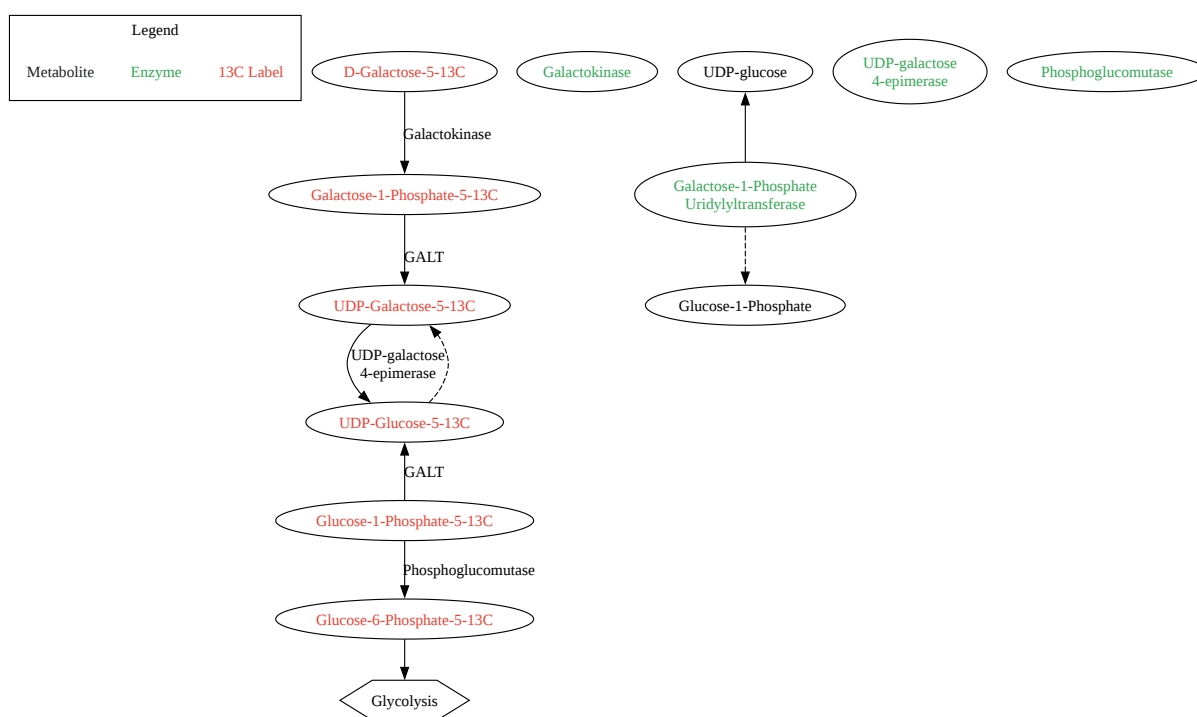 Legend
Metabolite
Enzyme
13C Label
D-Galactose-5-13C
Galactokinase
UDP-glucose
UDP-galactose
4-epimerase
Phosphoglucomutase
Galactokinase
Galactose-1-Phosphate-5-13C
Galactose-1-Phosphate
Uridylyltransferase
GALT
UDP-Galactose-5-13C
Glucose-1-Phosphate
UDP-galactose
4-epimerase
UDP-Glucose-5-13C
GALT
Glucose-1-Phosphate-5-13C
Phosphoglucomutase
Glucose-6-Phosphate-5-13C
Glycolysis